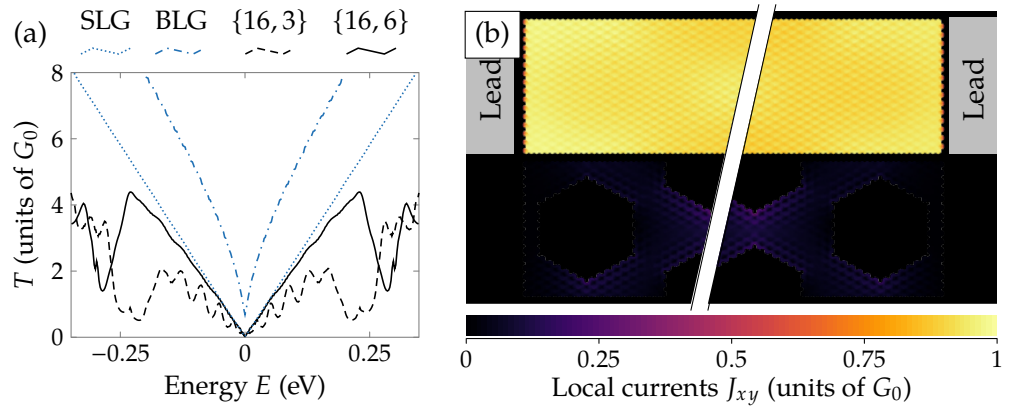 (a) SLG BLG {16, 3} {16, 6}
8
6
4
2
0
T (units of G0)
−0.25 0 0.25
Energy E (eV)
(b)
Lead
Lead
0 0.25 0.5 0.75 1
Local currents Jxy (units of G0)